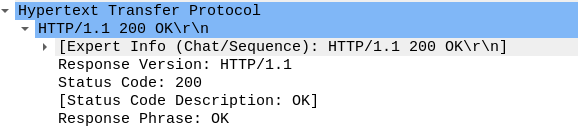 Hypertext Transfer Protocol
HTTP/1.1 200 OK\r\n
[Expert Info (Chat/Sequence): HTTP/1.1 200 OK\r\n]
Response Version: HTTP/1.1
Status Code: 200
[Status Code Description: OK]
Response Phrase: OK